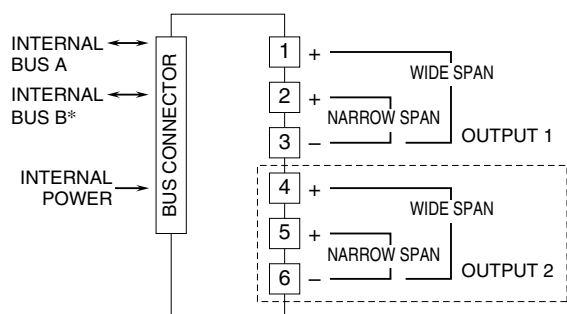 INTERNAL
BUS A
INTERNAL
BUS B*
INTERNAL
POWER
BUS CONNECTOR
1 +
WIDE SPAN
2 +
NARROW SPAN
3 –
OUTPUT 1
4 +
WIDE SPAN
5 +
NARROW SPAN
6 –
OUTPUT 2